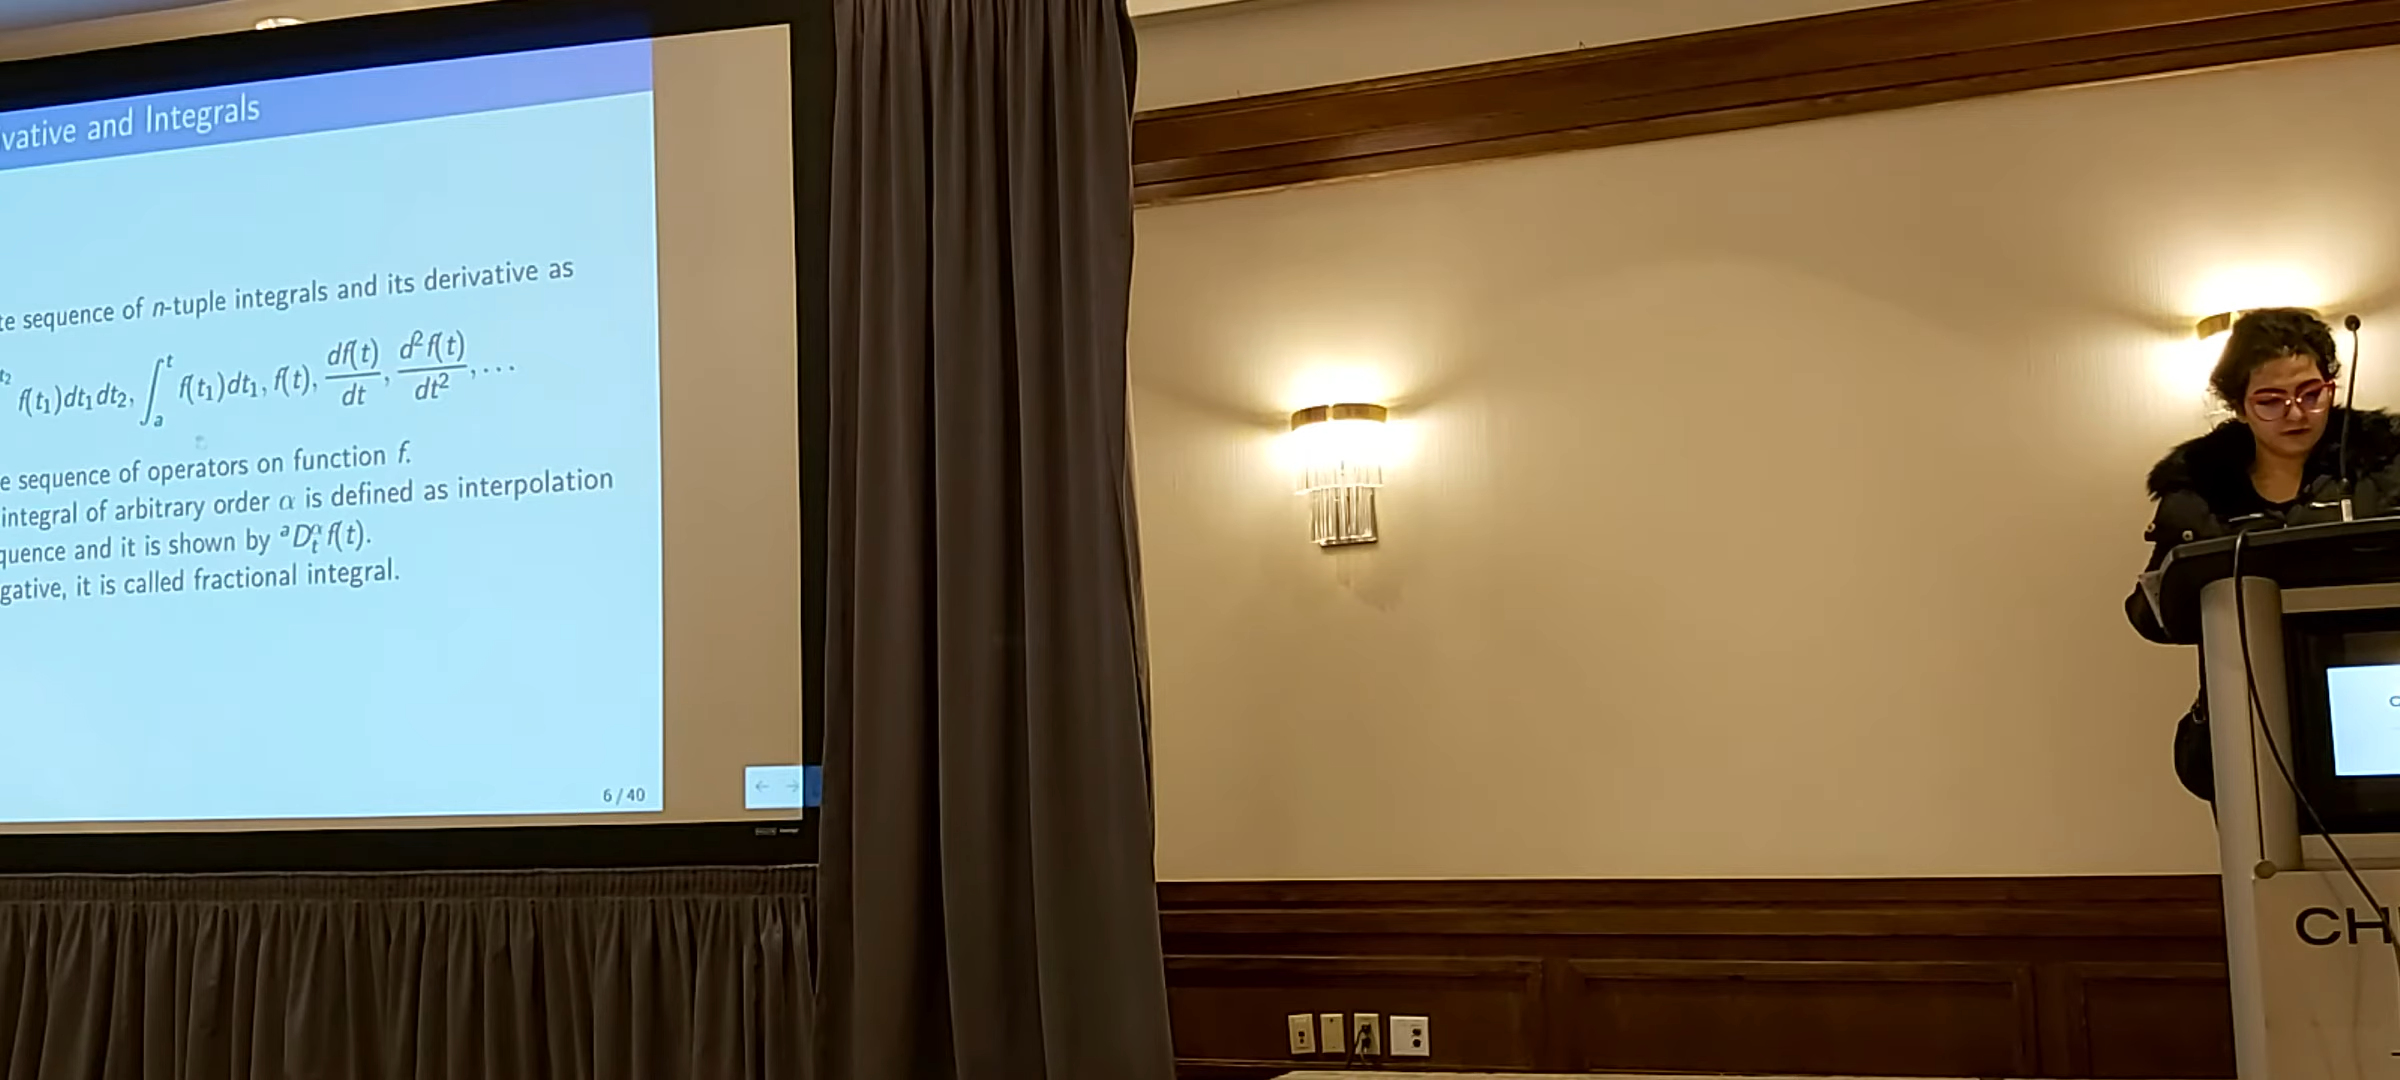 vative and Integrals
te sequence of n-tuple integrals and its derivative as
t₂ f(t₁)dt₁dt₂, ∫ₐᵗ f(t₁)dt₁, f(t), df(t)/dt, d²f(t)/dt², ...
e sequence of operators on function f.
integral of arbitrary order α is defined as interpolation
quence and it is shown by ᵃDₜᵅ f(t).
gative, it is called fractional integral.
6 / 40
CH